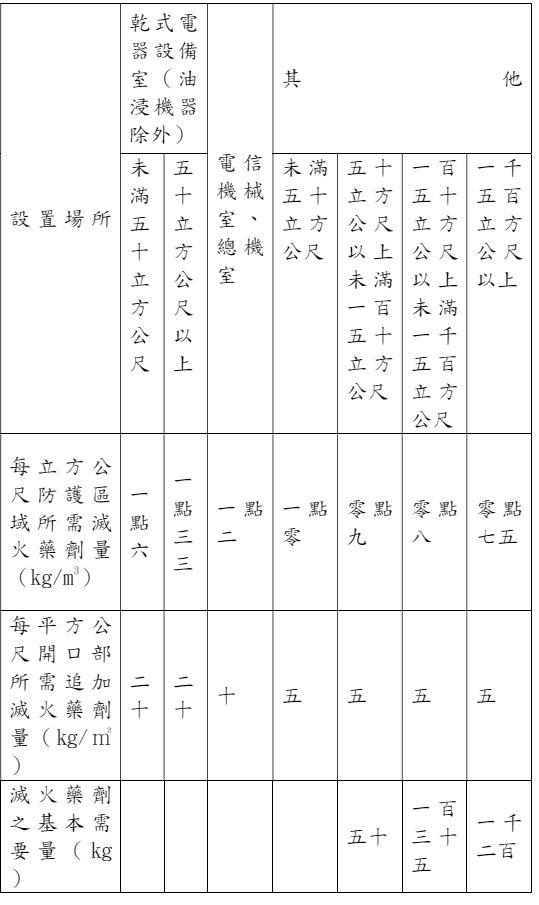 設置場所
乾式電
器設備
室（油
浸機器
除外）
電信
機械
室、
總機
室
其他
未滿五十立方公尺
五十立方公尺以上
未滿
五十
立方
公尺
五十
立方
公尺
以上
未滿
一百
五十
立方
公尺
一百
五十
立方
公尺
以上
未滿
一千
五百
立方
公尺
一千
五百
立方
公尺
以上
每立方公
尺防護區
域所需滅
火藥劑量
（kg/m³）
一點六
一點三三
一點
二
一點
零
零點
九
零點
八
零點
七五
每平方公
尺開口部
所需追加
滅火藥劑
量（kg/㎡
）
二十
二十
十
五
五
五
五
滅火藥劑
之基本需
要量（kg
）
五十
一百
三十
五
一千
二百